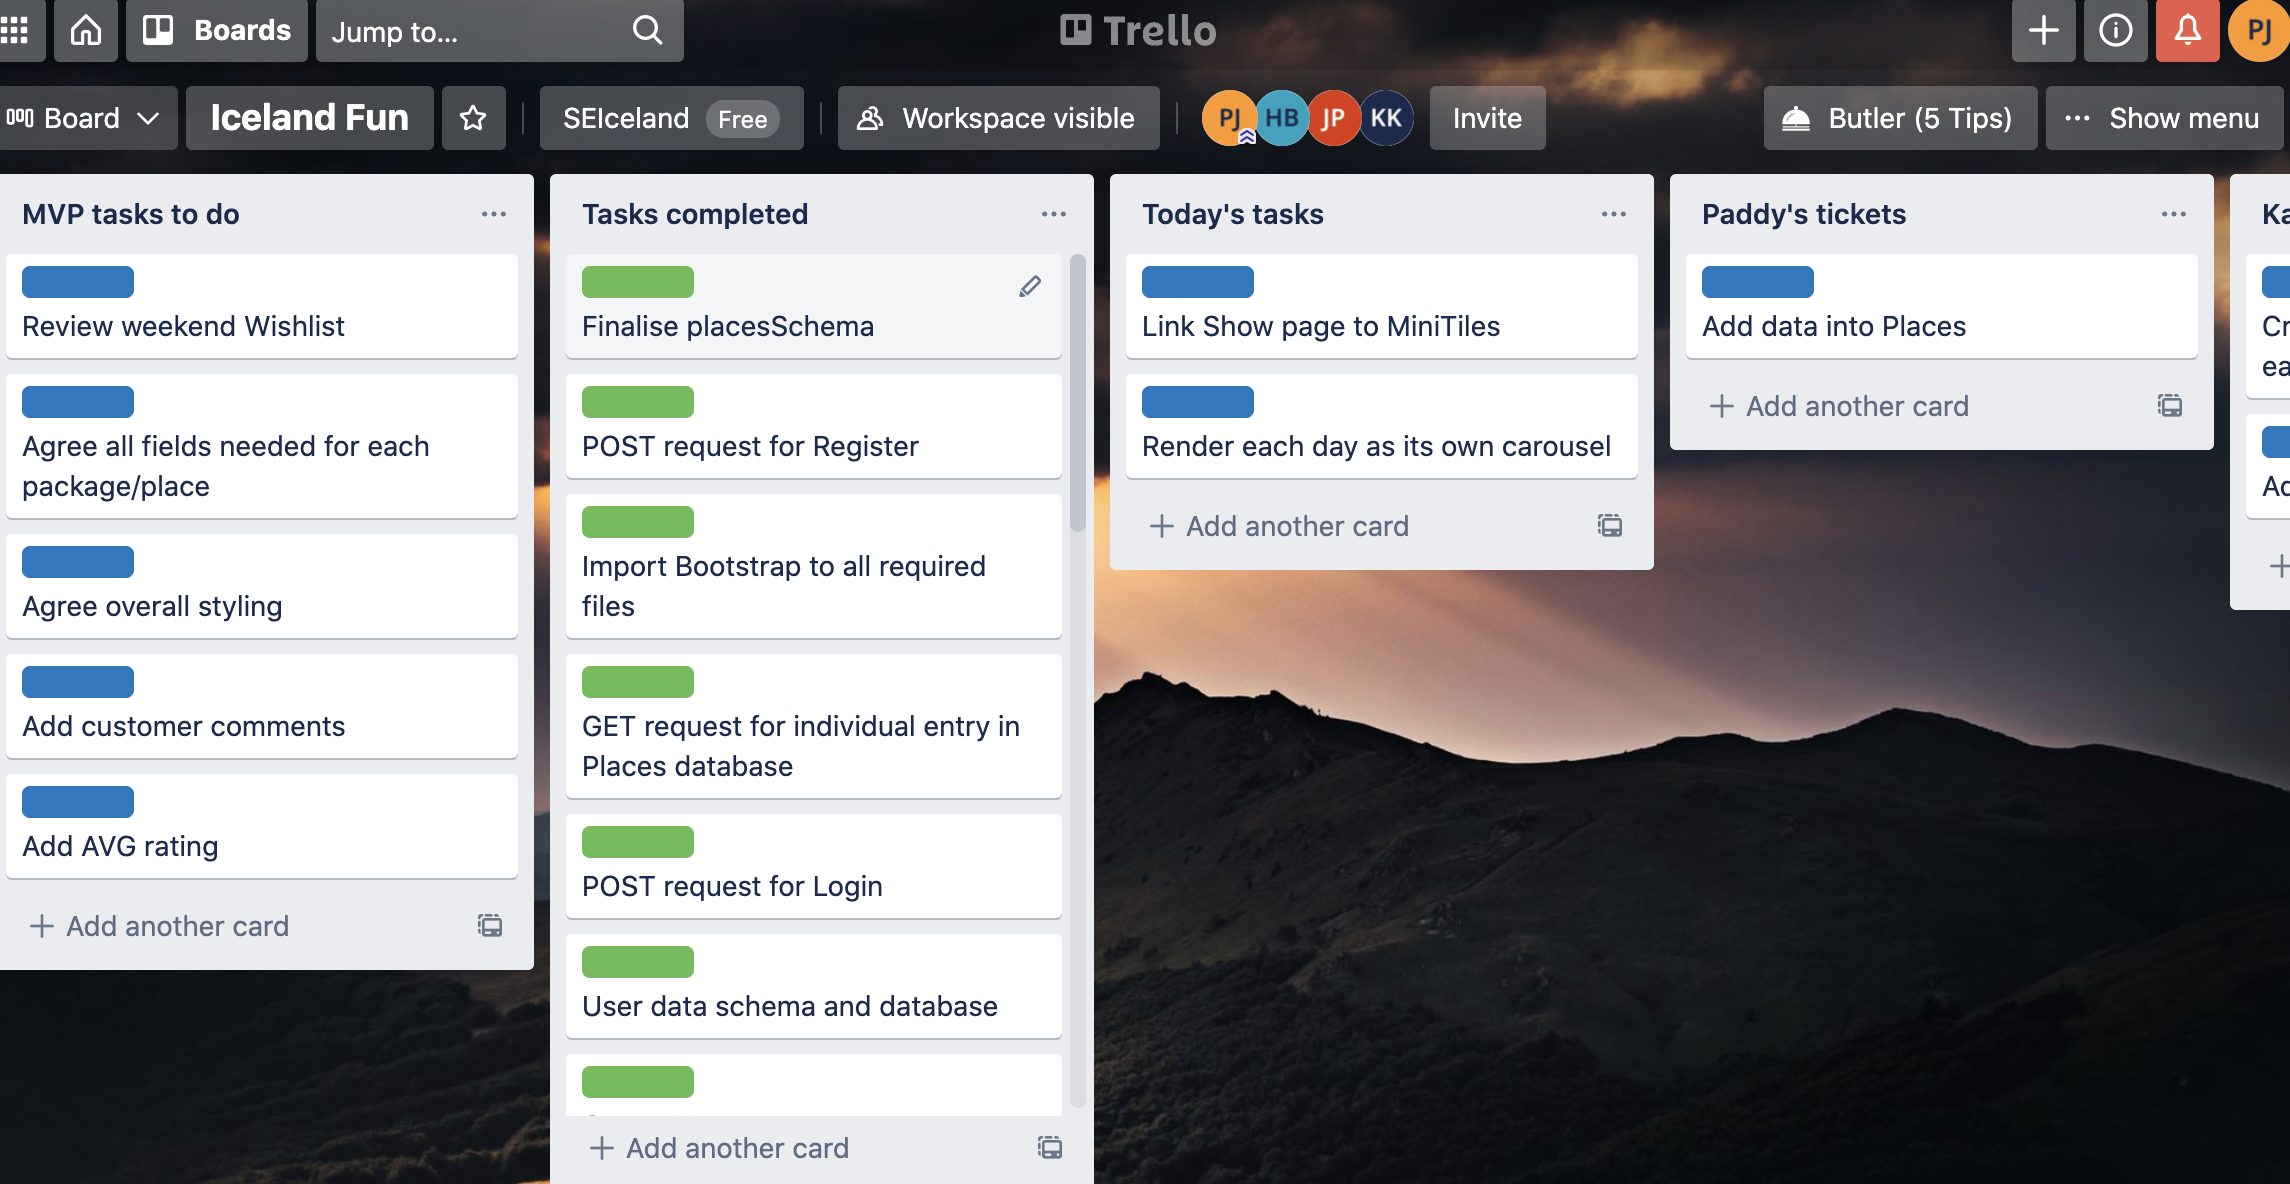 Boards
Jump to...
Trello
PJ
Board
Iceland Fun
SEIceland Free
Workspace visible
PJ HB JP KK
Invite
Butler (5 Tips)
... Show menu
MVP tasks to do
Review weekend Wishlist
Agree all fields needed for each
package/place
Agree overall styling
Add customer comments
Add AVG rating
+ Add another card
Tasks completed
Finalise placesSchema
POST request for Register
Import Bootstrap to all required
files
GET request for individual entry in
Places database
POST request for Login
User data schema and database
+ Add another card
Today's tasks
Link Show page to MiniTiles
Render each day as its own carousel
+ Add another card
Paddy's tickets
Add data into Places
+ Add another card